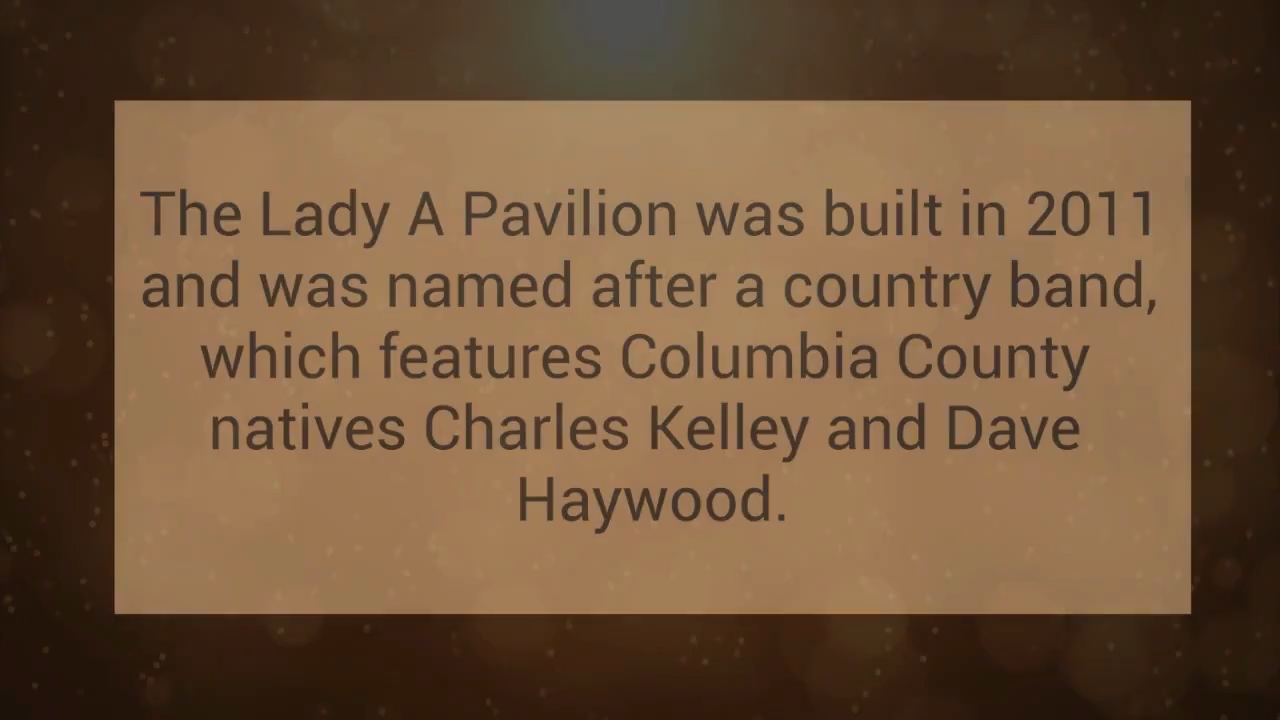 The Lady A Pavilion was built in 2011
and was named after a country band,
which features Columbia County
natives Charles Kelley and Dave
Haywood.